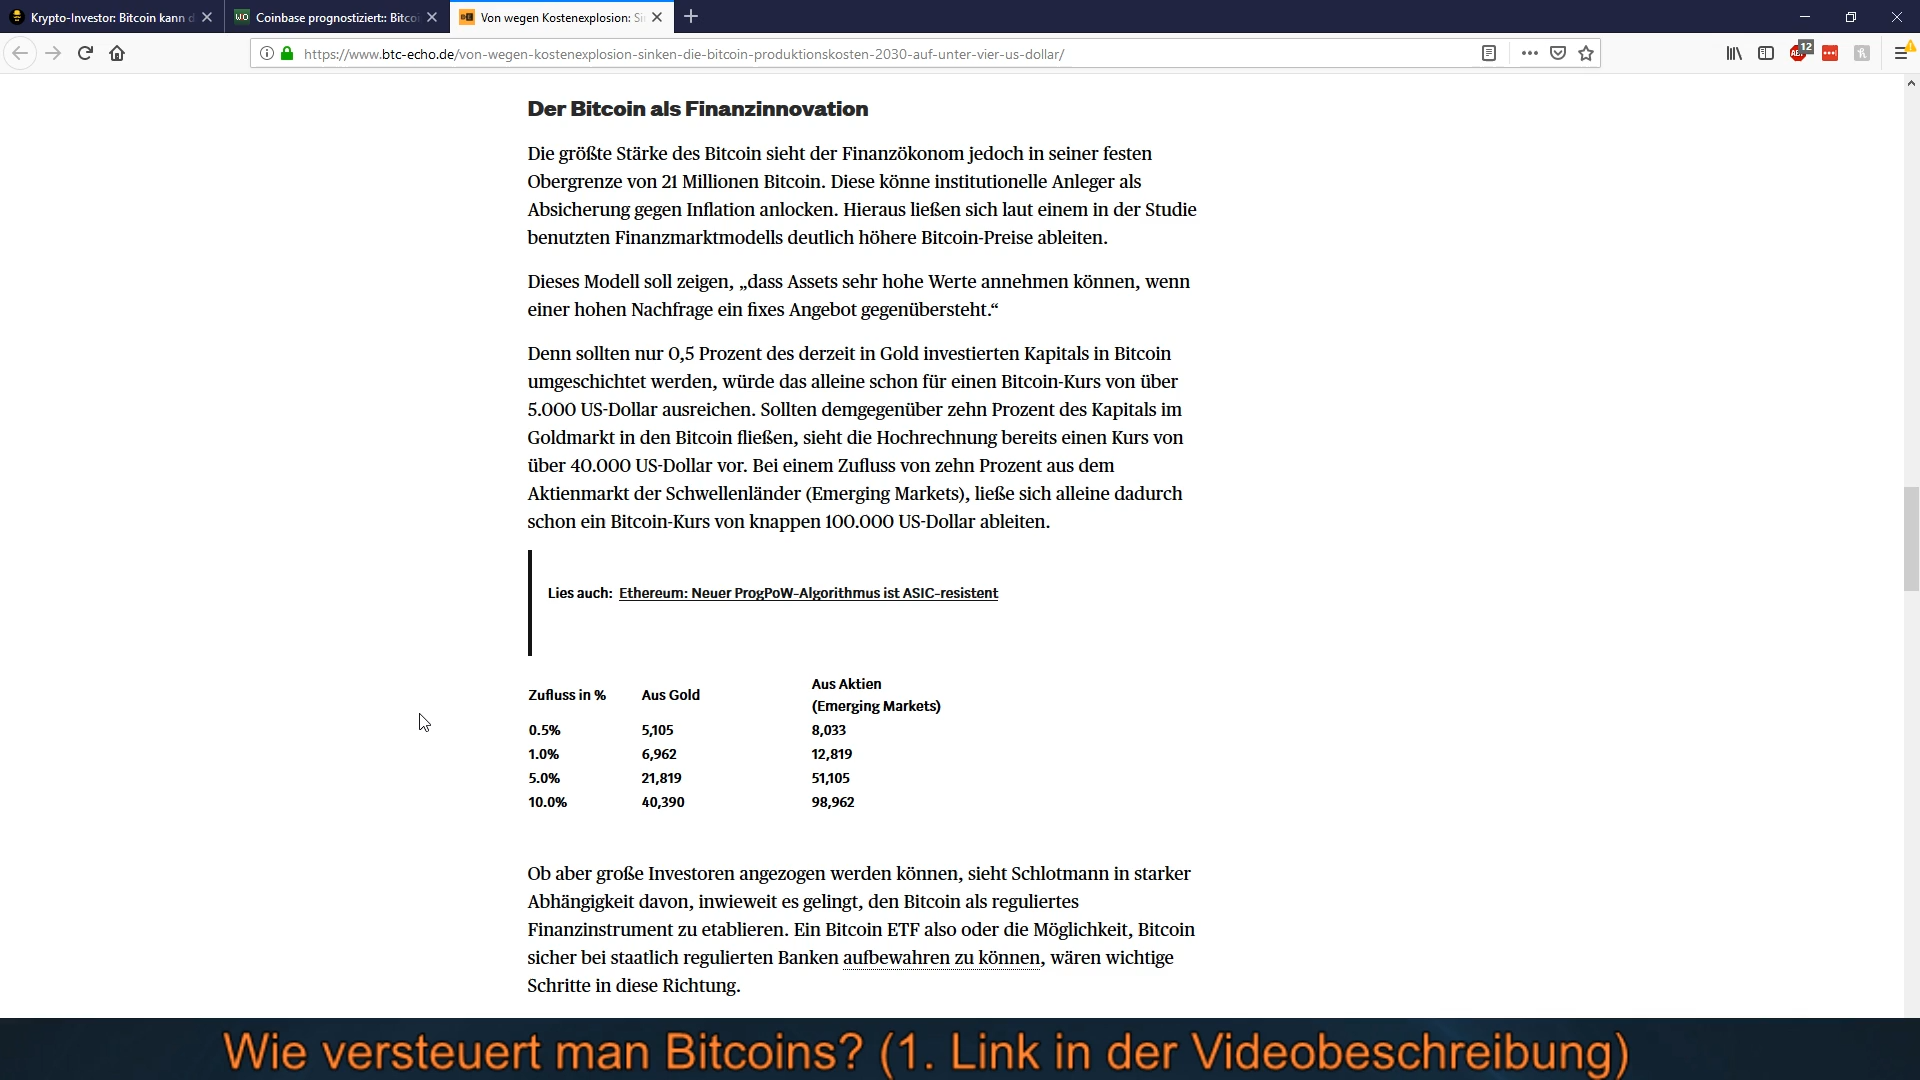 Krypto-Investor: Bitcoin kann d
Coinbase prognostiziert:: Bitcoi
Von wegen Kostenexplosion: Si
https://www.btc-echo.de/von-wegen-kostenexplosion-sinken-die-bitcoin-produktionskosten-2030-auf-unter-vier-us-dollar/
12
Der Bitcoin als Finanzinnovation
Die größte Stärke des Bitcoin sieht der Finanzökonom jedoch in seiner festen
Obergrenze von 21 Millionen Bitcoin. Diese könne institutionelle Anleger als
Absicherung gegen Inflation anlocken. Hieraus ließen sich laut einem in der Studie
benutzten Finanzmarktmodells deutlich höhere Bitcoin-Preise ableiten.
Dieses Modell soll zeigen, „dass Assets sehr hohe Werte annehmen können, wenn
einer hohen Nachfrage ein fixes Angebot gegenübersteht.“
Denn sollten nur 0,5 Prozent des derzeit in Gold investierten Kapitals in Bitcoin
umgeschichtet werden, würde das alleine schon für einen Bitcoin-Kurs von über
5.000 US-Dollar ausreichen. Sollten demgegenüber zehn Prozent des Kapitals im
Goldmarkt in den Bitcoin fließen, sieht die Hochrechnung bereits einen Kurs von
über 40.000 US-Dollar vor. Bei einem Zufluss von zehn Prozent aus dem
Aktienmarkt der Schwellenländer (Emerging Markets), ließe sich alleine dadurch
schon ein Bitcoin-Kurs von knappen 100.000 US-Dollar ableiten.
Lies auch: Ethereum: Neuer ProgPoW-Algorithmus ist ASIC-resistent
Zufluss in % Aus Gold Aus Aktien
(Emerging Markets)
0.5% 5,105 8,033
1.0% 6,962 12,819
5.0% 21,819 51,105
10.0% 40,390 98,962
Ob aber große Investoren angezogen werden können, sieht Schlotmann in starker
Abhängigkeit davon, inwieweit es gelingt, den Bitcoin als reguliertes
Finanzinstrument zu etablieren. Ein Bitcoin ETF also oder die Möglichkeit, Bitcoin
sicher bei staatlich regulierten Banken aufbewahren zu können, wären wichtige
Schritte in diese Richtung.
Wie versteuert man Bitcoins? (1. Link in der Videobeschreibung)